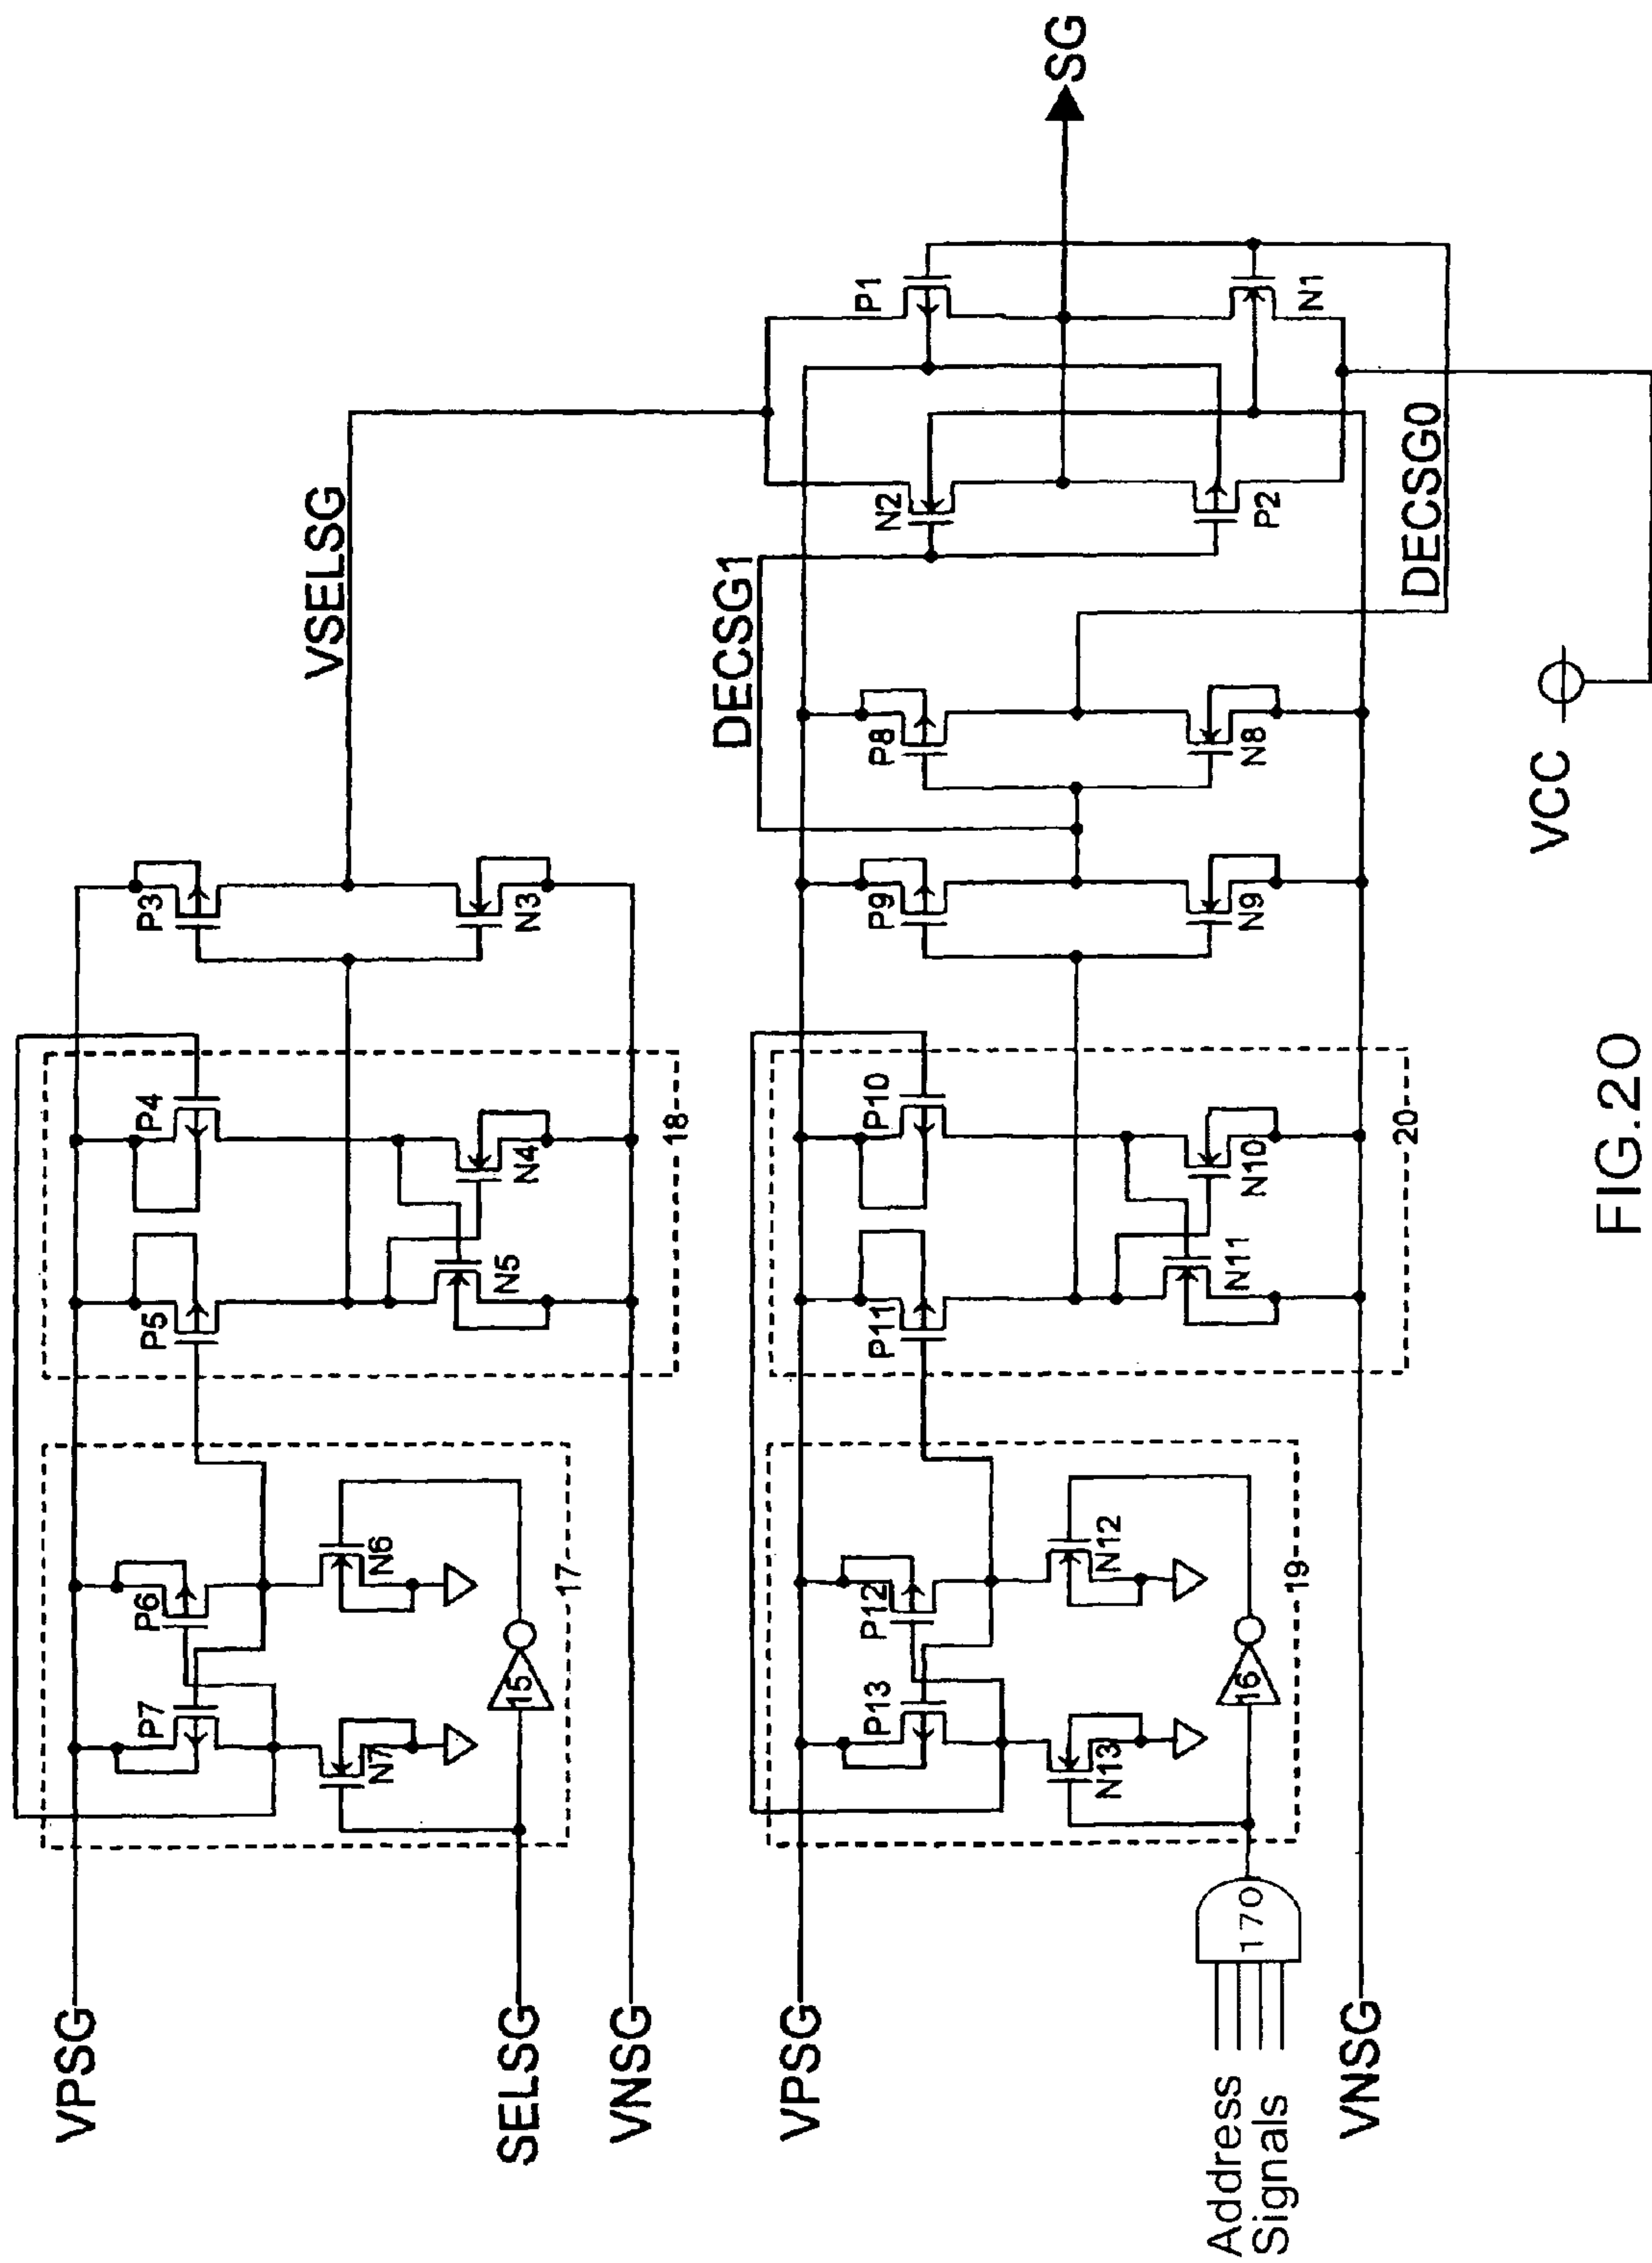 VPSG
SELSG
VNSG
P7
P6
N7
N6
15
17
P5
P4
N5
N4
18
P3
N3
VSELSG
VPSG
Address
Signals
VNSG
170
P13
P12
N13
N12
16
19
P11
P10
N11
N10
20
P9
N9
P8
N8
DECSG1
DECSG0
N2
P2
P1
N1
SG
VCC
FIG.20